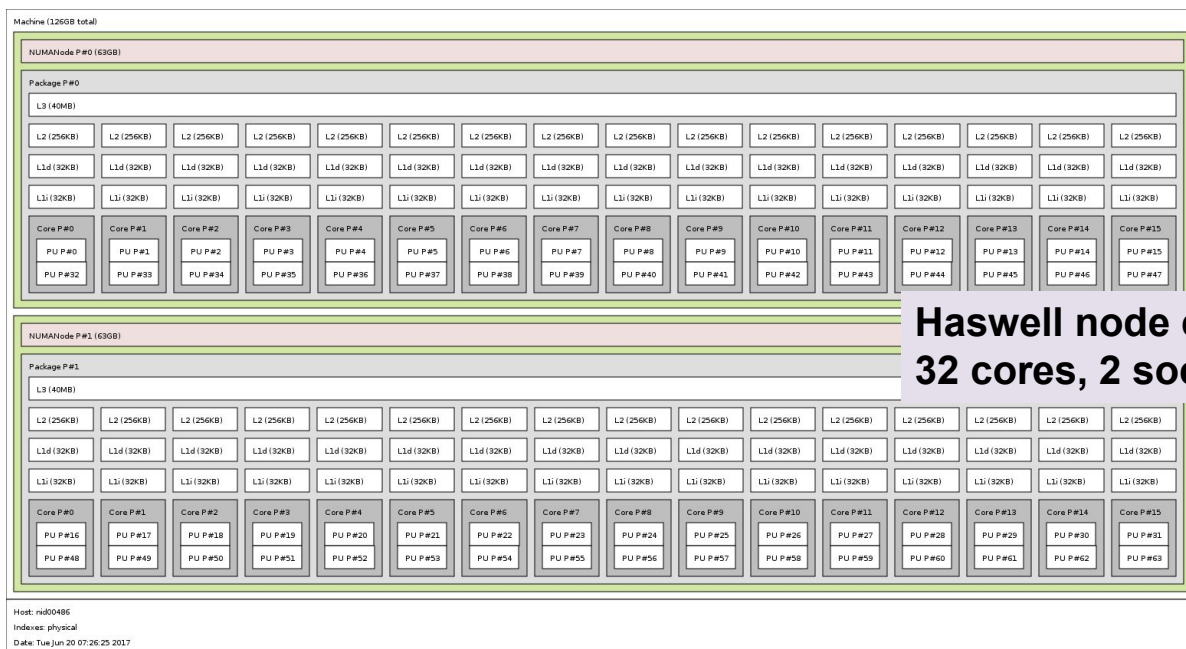 Machine (126GB total)
NUMANode P#0 (63GB)
Package P#0
L3 (40MB)
L2 (256KB) L2 (256KB) L2 (256KB) L2 (256KB) L2 (256KB) L2 (256KB) L2 (256KB) L2 (256KB) L2 (256KB) L2 (256KB) L2 (256KB) L2 (256KB) L2 (256KB) L2 (256KB) L2 (256KB) L2 (256KB)
L1d (32KB) L1d (32KB) L1d (32KB) L1d (32KB) L1d (32KB) L1d (32KB) L1d (32KB) L1d (32KB) L1d (32KB) L1d (32KB) L1d (32KB) L1d (32KB) L1d (32KB) L1d (32KB) L1d (32KB) L1d (32KB)
L1i (32KB) L1i (32KB) L1i (32KB) L1i (32KB) L1i (32KB) L1i (32KB) L1i (32KB) L1i (32KB) L1i (32KB) L1i (32KB) L1i (32KB) L1i (32KB) L1i (32KB) L1i (32KB) L1i (32KB) L1i (32KB)
Core P#0 Core P#1 Core P#2 Core P#3 Core P#4 Core P#5 Core P#6 Core P#7 Core P#8 Core P#9 Core P#10 Core P#11 Core P#12 Core P#13 Core P#14 Core P#15
PU P#0 PU P#1 PU P#2 PU P#3 PU P#4 PU P#5 PU P#6 PU P#7 PU P#8 PU P#9 PU P#10 PU P#11 PU P#12 PU P#13 PU P#14 PU P#15
PU P#32 PU P#33 PU P#34 PU P#35 PU P#36 PU P#37 PU P#38 PU P#39 PU P#40 PU P#41 PU P#42 PU P#43 PU P#44 PU P#45 PU P#46 PU P#47
Haswell node
32 cores, 2
NUMANode P#1 (63GB)
Package P#1
L3 (40MB)
L2 (256KB) L2 (256KB) L2 (256KB) L2 (256KB) L2 (256KB) L2 (256KB) L2 (256KB) L2 (256KB) L2 (256KB) L2 (256KB) L2 (256KB) L2 (256KB) L2 (256KB) L2 (256KB) L2 (256KB) L2 (256KB)
L1d (32KB) L1d (32KB) L1d (32KB) L1d (32KB) L1d (32KB) L1d (32KB) L1d (32KB) L1d (32KB) L1d (32KB) L1d (32KB) L1d (32KB) L1d (32KB) L1d (32KB) L1d (32KB) L1d (32KB) L1d (32KB)
L1i (32KB) L1i (32KB) L1i (32KB) L1i (32KB) L1i (32KB) L1i (32KB) L1i (32KB) L1i (32KB) L1i (32KB) L1i (32KB) L1i (32KB) L1i (32KB) L1i (32KB) L1i (32KB) L1i (32KB) L1i (32KB)
Core P#0 Core P#1 Core P#2 Core P#3 Core P#4 Core P#5 Core P#6 Core P#7 Core P#8 Core P#9 Core P#10 Core P#11 Core P#12 Core P#13 Core P#14 Core P#15
PU P#16 PU P#17 PU P#18 PU P#19 PU P#20 PU P#21 PU P#22 PU P#23 PU P#24 PU P#25 PU P#26 PU P#27 PU P#28 PU P#29 PU P#30 PU P#31
PU P#48 PU P#49 PU P#50 PU P#51 PU P#52 PU P#53 PU P#54 PU P#55 PU P#56 PU P#57 PU P#58 PU P#59 PU P#60 PU P#61 PU P#62 PU P#63
Host: nid00486
Indexes: physical
Date: Tue Jun 20 07:26:25 2017